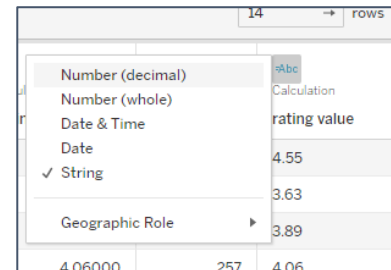 14 → rows
Number (decimal)
Number (whole)
Date & Time
Date
✓ String
Geographic Role
=Abc
Calculation
rating value
4.55
3.63
3.89
4.06000 257 4.06